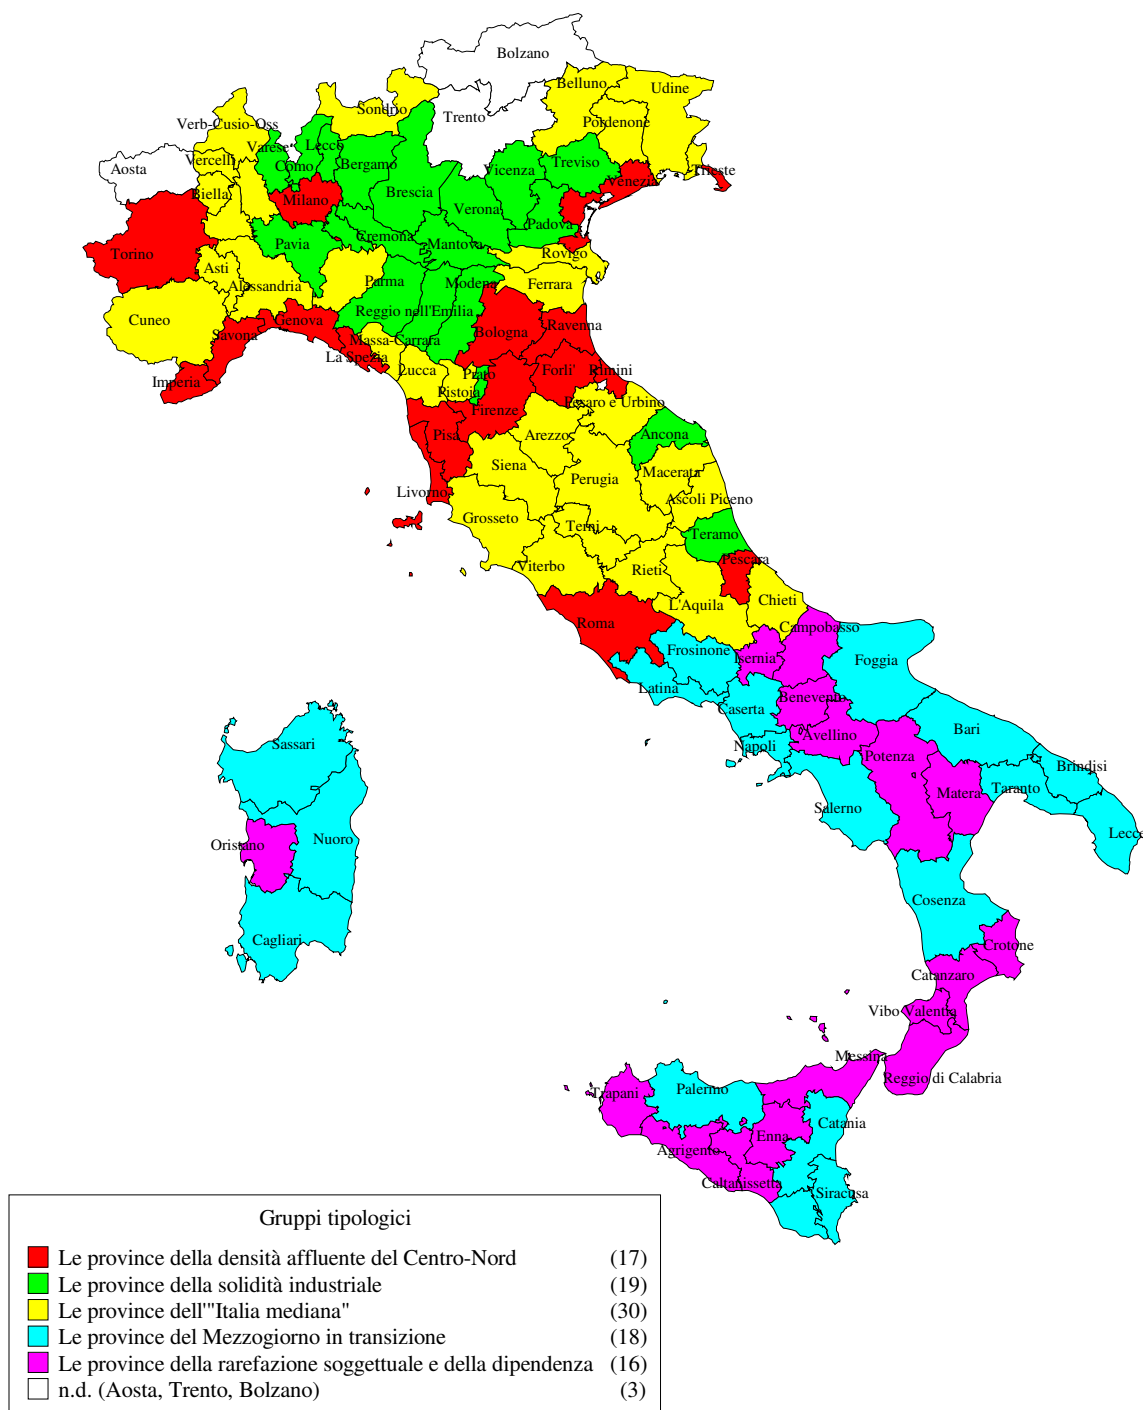 Bolzano
Belluno
Udine
Sondrio
Trento
Pordenone
Verb-Cusio-Oss
Varese
Lecco
Vercelli
Como
Bergamo
Vicenza
Treviso
Aosta
Trieste
Venezia
Biella
Milano
Brescia
Verona
Padova
Cremona
Pavia
Mantova
Torino
Rovigo
Asti
Parma
Modena
Ferrara
Alessandria
Reggio nell'Emilia
Cuneo
Genova
Bologna
Ravenna
Savona
Massa-Carrara
La Spezia
Lucca
Prato
Forli'
Rimini
Imperia
Pistoia
Pesaro e Urbino
Firenze
Pisa
Arezzo
Ancona
Siena
Macerata
Perugia
Livorno
Ascoli Piceno
Grosseto
Terni
Teramo
Pescara
Viterbo
Rieti
Chieti
L'Aquila
Roma
Campobasso
Frosinone
Isernia
Foggia
Latina
Benevento
Caserta
Bari
Avellino
Sassari
Napoli
Potenza
Brindisi
Taranto
Matera
Salerno
Lecce
Nuoro
Oristano
Cosenza
Cagliari
Crotone
Catanzaro
Vibo Valentia
Messina
Reggio di Calabria
Trapani
Palermo
Catania
Enna
Agrigento
Caltanissetta
Siracusa
Gruppi tipologici
Le province della densità affluente del Centro-Nord (17)
Le province della solidità industriale (19)
Le province dell'"Italia mediana" (30)
Le province del Mezzogiorno in transizione (18)
Le province della rarefazione soggettuale e della dipendenza (16)
n.d. (Aosta, Trento, Bolzano) (3)